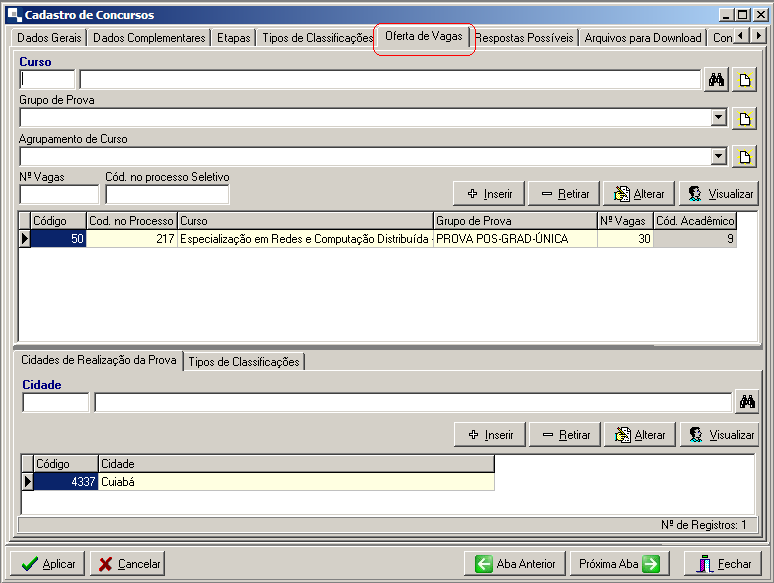 Cadastro de Concursos
Dados Gerais Dados Complementares Etapas Tipos de Classificações Oferta de Vagas Respostas Possíveis Arquivos para Download Con
Curso
Grupo de Prova
Agrupamento de Curso
Nº Vagas Cód. no processo Seletivo
Inserir Retirar Alterar Visualizar
Código Cod. no Processo Curso Grupo de Prova Nº Vagas Cód. Acadêmico
50 217 Especialização em Redes e Computação Distribuída - PROVA POS-GRAD-ÚNICA 30 9
Cidades de Realização da Prova Tipos de Classificações
Cidade
Inserir Retirar Alterar Visualizar
Código Cidade
4337 Cuiabá
Nº de Registros: 1
Aplicar Cancelar Aba Anterior Próxima Aba Fechar